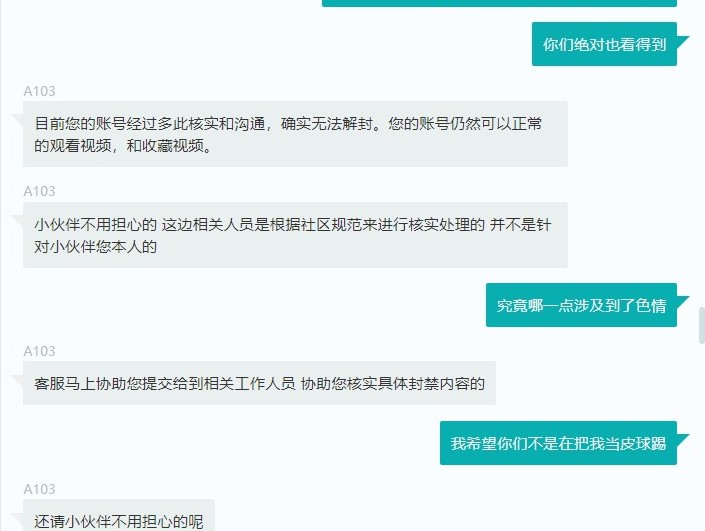 你们绝对也看得到
A103
目前您的账号经过多此核实和沟通，确实无法解封。您的账号仍然可以正常
的观看视频，和收藏视频。
A103
小伙伴不用担心的 这边相关人员是根据社区规范来进行核实处理的 并不是针
对小伙伴您本人的
究竟哪一点涉及到了色情
A103
客服马上协助您提交给到相关工作人员 协助您核实具体封禁内容的
我希望你们不是在把我当皮球踢
A103
还请小伙伴不用担心的呢